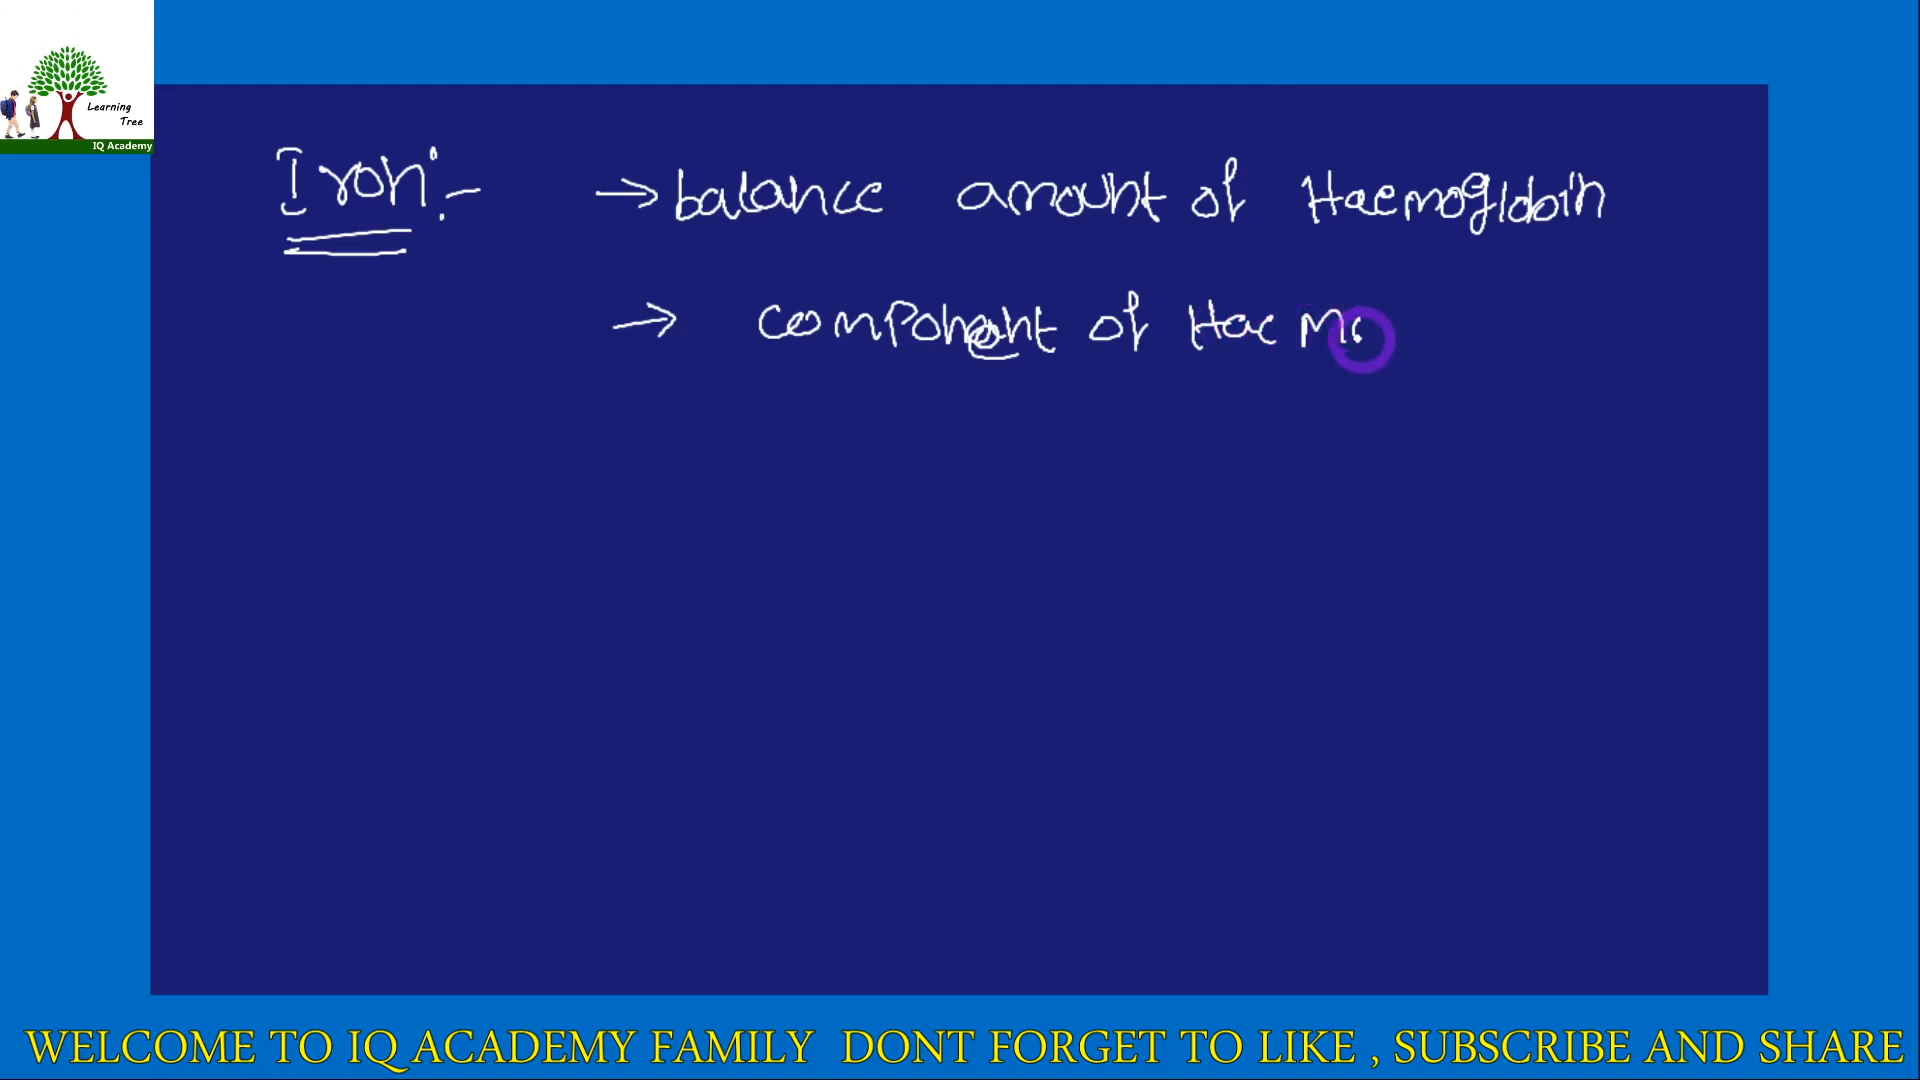 Learning
Tree
IQ Academy
Iron :- → balance amount of Haemoglobin
→ component of Haemo
WELCOME TO IQ ACADEMY FAMILY DONT FORGET TO LIKE , SUBSCRIBE AND SHARE